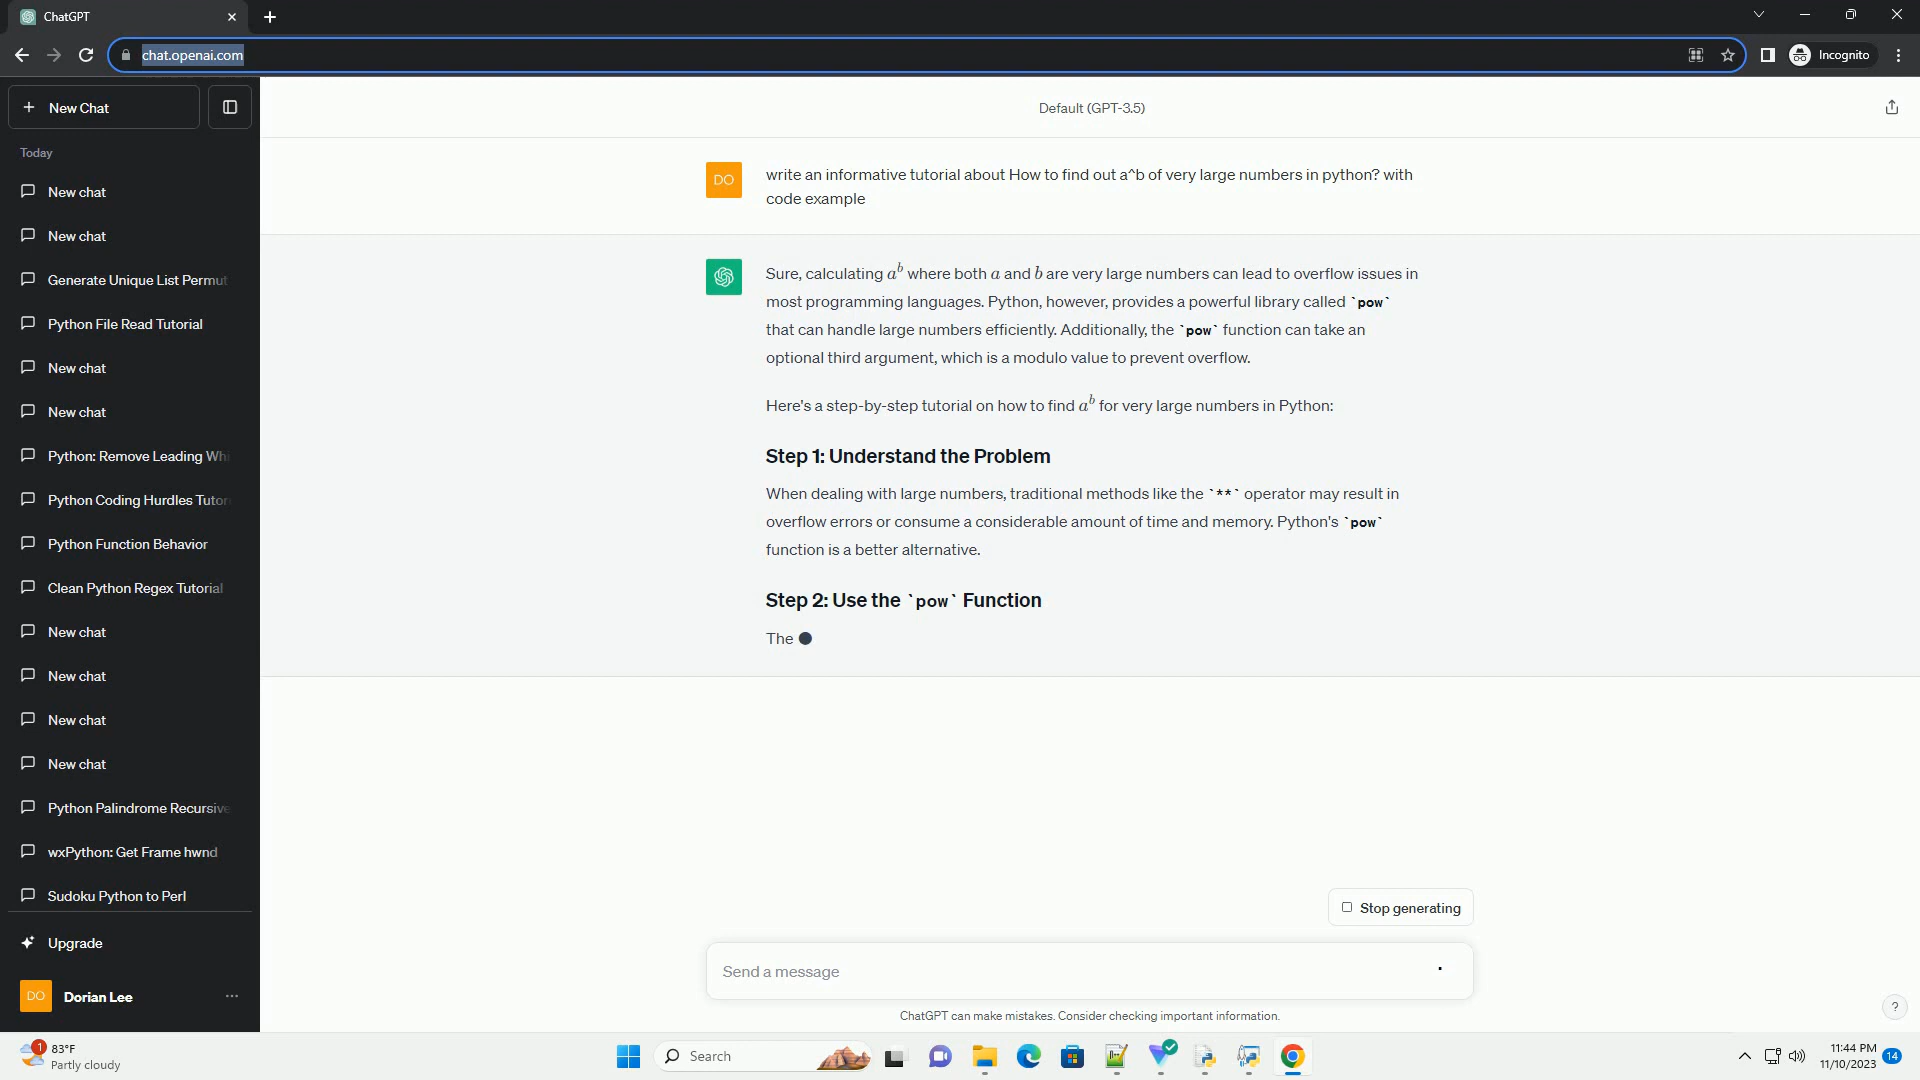 ChatGPT
chat.openai.com
Incognito
New Chat
Today
New chat
New chat
Generate Unique List Permut
Python File Read Tutorial
New chat
New chat
Python: Remove Leading Whi
Python Coding Hurdles Tutor
Python Function Behavior
Clean Python Regex Tutorial
New chat
New chat
New chat
New chat
Python Palindrome Recursive
wxPython: Get Frame hwnd
Sudoku Python to Perl
Upgrade
DO Dorian Lee
Default (GPT-3.5)
DO
write an informative tutorial about How to find out a^b of very large numbers in python? with
code example
Sure, calculating a^b where both a and b are very large numbers can lead to overflow issues in
most programming languages. Python, however, provides a powerful library called `pow`
that can handle large numbers efficiently. Additionally, the `pow` function can take an
optional third argument, which is a modulo value to prevent overflow.
Here's a step-by-step tutorial on how to find a^b for very large numbers in Python:
Step 1: Understand the Problem
When dealing with large numbers, traditional methods like the `**` operator may result in
overflow errors or consume a considerable amount of time and memory. Python's `pow`
function is a better alternative.
Step 2: Use the `pow` Function
The
Stop generating
Send a message
ChatGPT can make mistakes. Consider checking important information.
?
1
83°F
Partly cloudy
Search
11:44 PM
11/10/2023
14